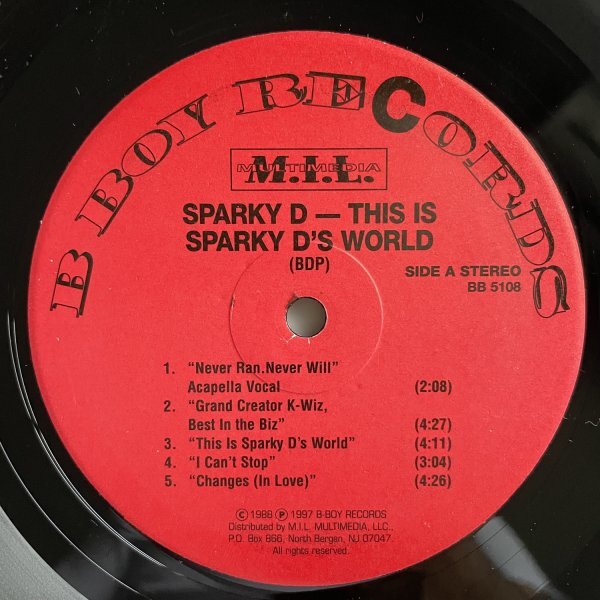 B BOY RECORDS
MULTIMEDIA
M.I.L.
SPARKY D — THIS IS
SPARKY D'S WORLD
(BDP)
SIDE A STEREO
BB 5108
1. “Never Ran.Never Will”
Acapella Vocal (2:08)
2. “Grand Creator K-Wiz,
Best In the Biz” (4:27)
3. “This Is Sparky D's World” (4:11)
4. “I Can't Stop” (3:04)
5. “Changes (In Love)” (4:26)
© 1988 ℗ 1997 B-BOY RECORDS
Distributed by M.I.L. MULTIMEDIA, LLC.,
P.O. Box 866, North Bergen, NJ 07047.
All rights reserved.